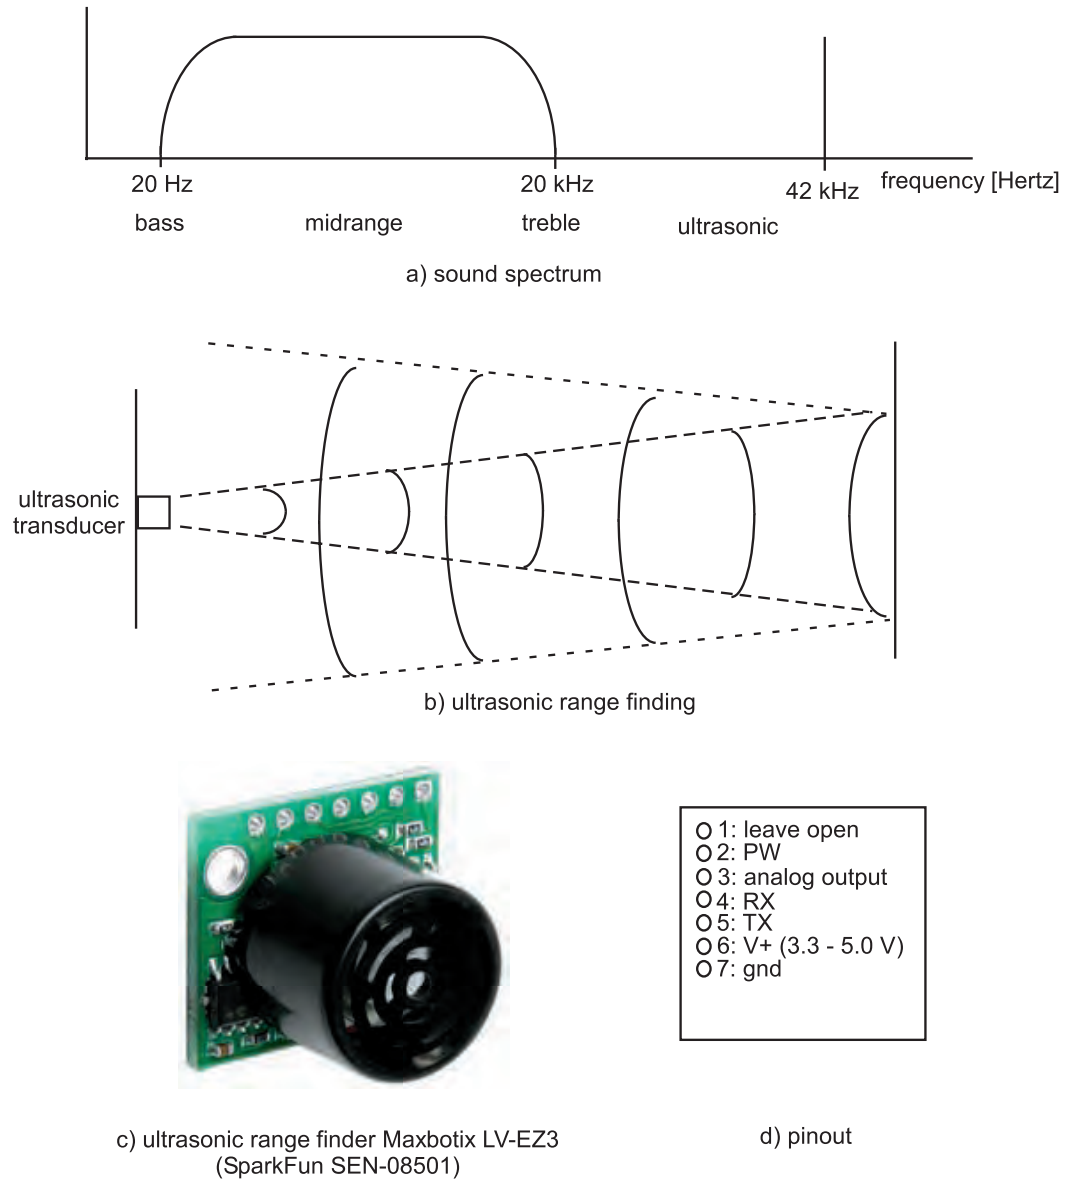 20 Hz
20 kHz
42 kHz
frequency [Hertz]
bass
midrange
treble
ultrasonic
a) sound spectrum
ultrasonic
transducer
b) ultrasonic range finding
1: leave open
2: PW
3: analog output
4: RX
5: TX
6: V+ (3.3 - 5.0 V)
7: gnd
c) ultrasonic range finder Maxbotix LV-EZ3
(SparkFun SEN-08501)
d) pinout